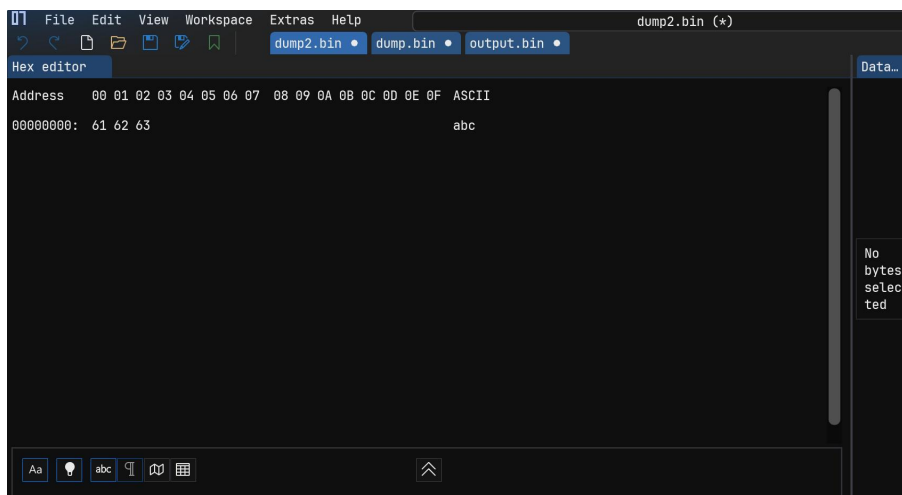 File Edit View Workspace Extras Help dump2.bin (*)
dump2.bin dump.bin output.bin
Hex editor Data…
Address 00 01 02 03 04 05 06 07 08 09 0A 0B 0C 0D 0E 0F ASCII
00000000: 61 62 63 abc
No
bytes
selec
ted
Aa abc